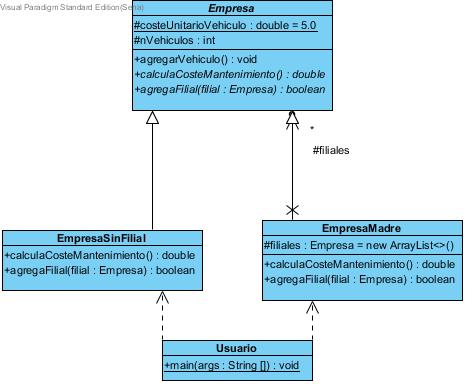 Visual Paradigm Standard Edition(Sena)
Empresa
#costeUnitarioVehiculo : double = 5.0
#nVehiculos : int
+agregarVehiculo() : void
+calculaCosteMantenimiento() : double
+agregaFilial(filial : Empresa) : boolean
*
#filiales
EmpresaSinFilial
+calculaCosteMantenimiento() : double
+agregaFilial(filial : Empresa) : boolean
EmpresaMadre
#filiales : Empresa = new ArrayList<>()
+calculaCosteMantenimiento() : double
+agregaFilial(filial : Empresa) : boolean
Usuario
+main(args : String []) : void